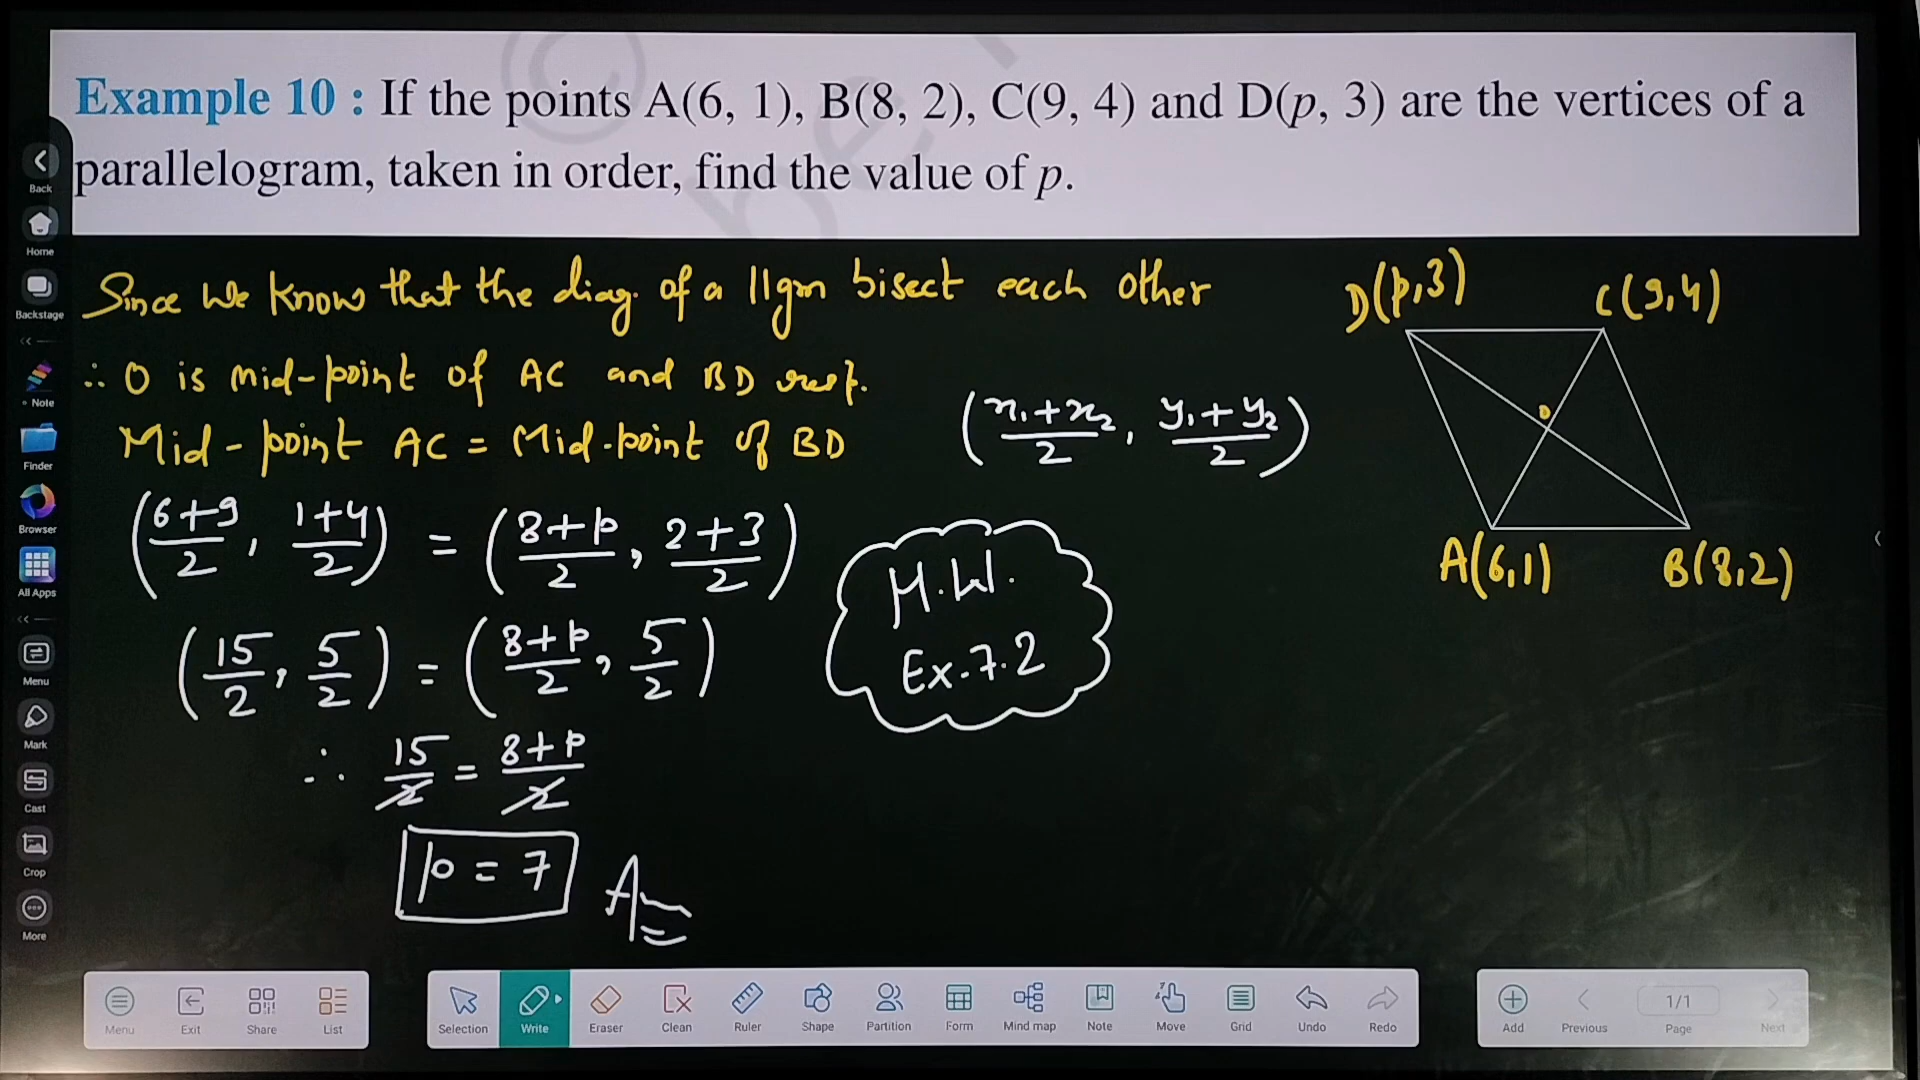 Example 10 : If the points A(6, 1), B(8, 2), C(9, 4) and D(p, 3) are the vertices of a
parallelogram, taken in order, find the value of p.
Since we know that the diag. of a llgm bisect each other
∴ O is mid-point of AC and BD resp.
Mid-point AC = Mid-point of BD
(x₁+x₂/2, y₁+y₂/2)
(6+9/2, 1+4/2) = (8+p/2, 2+3/2)
(15/2, 5/2) = (8+p/2, 5/2)
∴ 15/2 = 8+p/2
p = 7 Ans
H.W.
Ex.7.2
D(p,3)
C(9,4)
O
A(6,1)
B(8,2)
Back
Home
Backstage
Note
Finder
Browser
All Apps
Menu
Mark
Cast
Crop
More
Menu Exit Share List
Selection Write Eraser Clean Ruler Shape Partition Form Mind map Note Move Grid Undo Redo
1/1
Add Previous Page Next